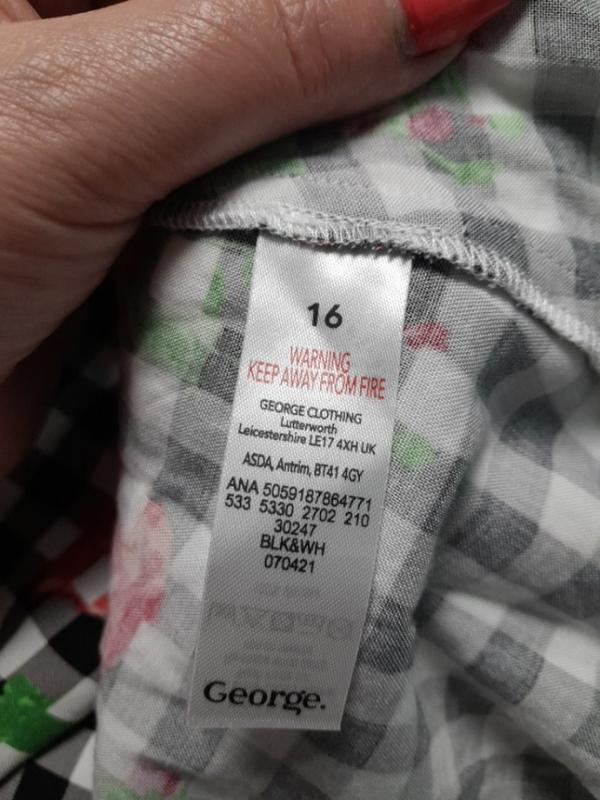 16
WARNING
KEEP AWAY FROM FIRE
GEORGE CLOTHING
Lutterworth
Leicestershire LE17 4XH UK
ASDA, Antrim, BT41 4GY
ANA 5059187864771
533 5330 2702 210
30247
BLK&WH
070421
George.